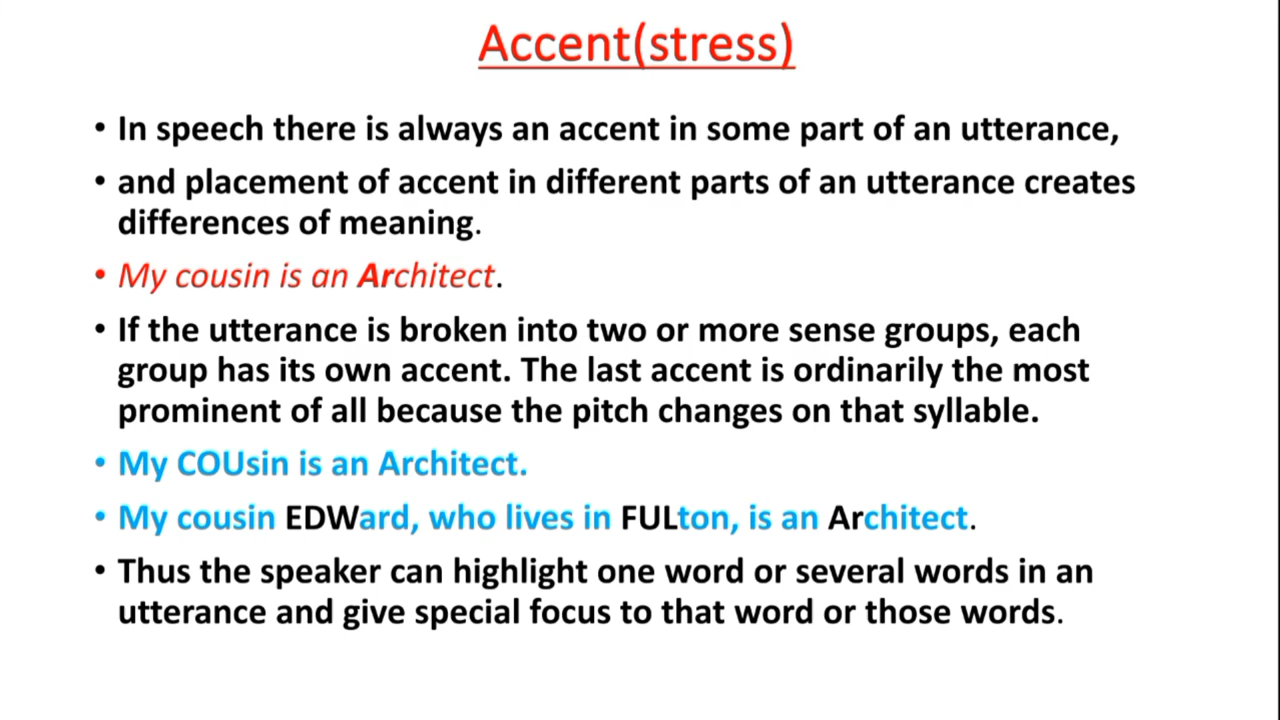 Accent(stress)
• In speech there is always an accent in some part of an utterance,
• and placement of accent in different parts of an utterance creates
differences of meaning.
• My cousin is an Architect.
• If the utterance is broken into two or more sense groups, each
group has its own accent. The last accent is ordinarily the most
prominent of all because the pitch changes on that syllable.
• My COUsin is an Architect.
• My cousin EDWard, who lives in FULton, is an Architect.
• Thus the speaker can highlight one word or several words in an
utterance and give special focus to that word or those words.